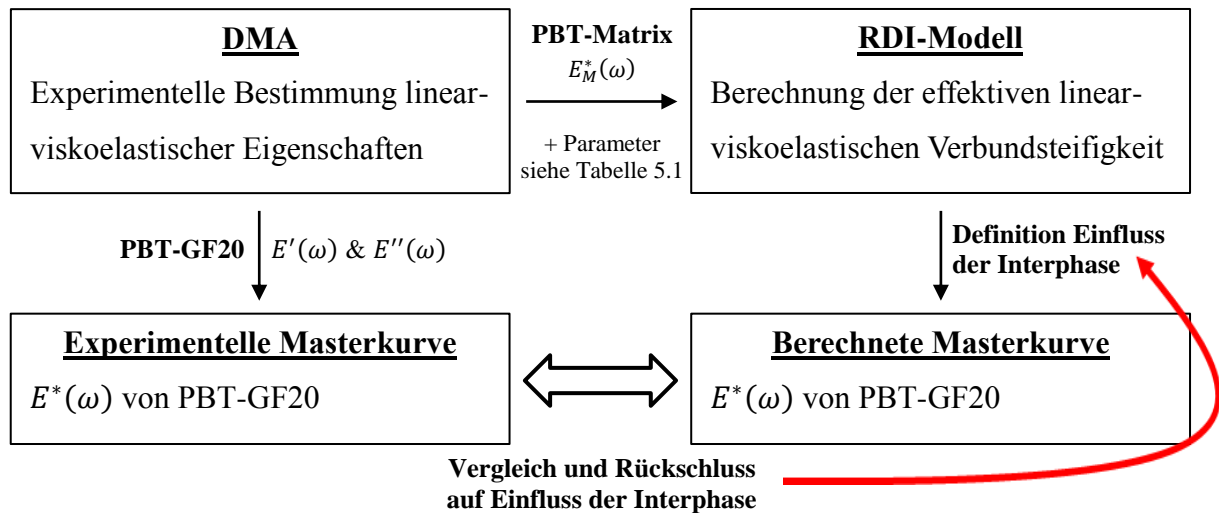 DMA
Experimentelle Bestimmung linear-
viskoelastischer Eigenschaften
PBT-Matrix
E*_M(ω)
+ Parameter
siehe Tabelle 5.1
RDI-Modell
Berechnung der effektiven linear-
viskoelastischen Verbundsteifigkeit
PBT-GF20 E'(ω) & E''(ω)
Definition Einfluss
der Interphase
Experimentelle Masterkurve
E*(ω) von PBT-GF20
Berechnete Masterkurve
E*(ω) von PBT-GF20
Vergleich und Rückschluss
auf Einfluss der Interphase